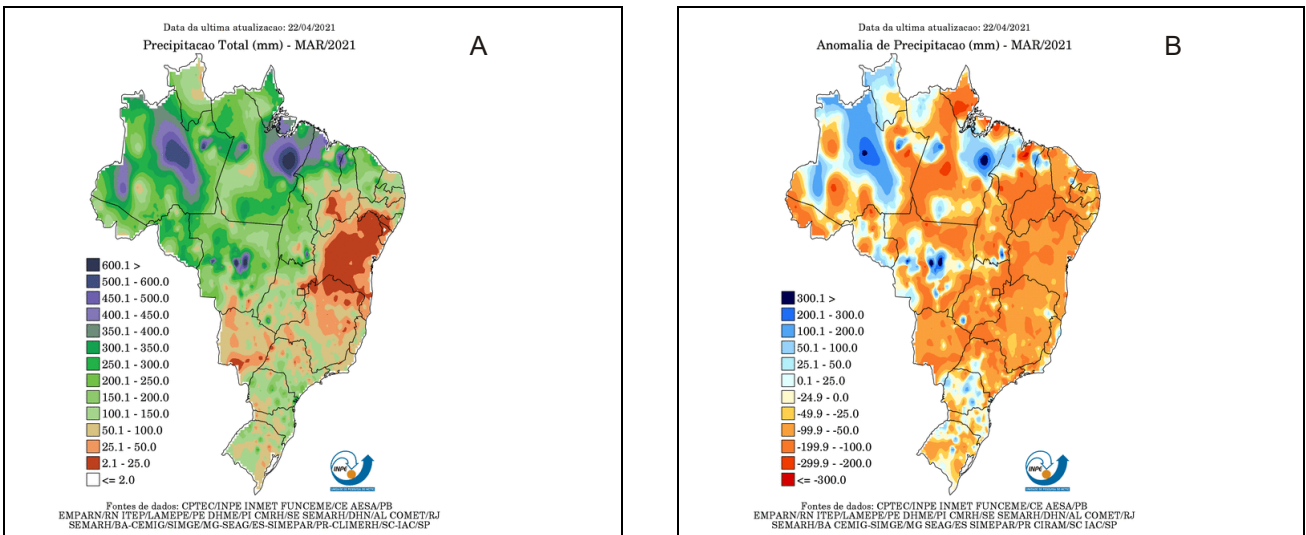 Data da ultima atualizacao: 22/04/2021
Precipitacao Total (mm) - MAR/2021
A
600.1 >
500.1 - 600.0
450.1 - 500.0
400.1 - 450.0
350.1 - 400.0
300.1 - 350.0
250.1 - 300.0
200.1 - 250.0
150.1 - 200.0
100.1 - 150.0
50.1 - 100.0
25.1 - 50.0
2.1 - 25.0
<= 2.0
INPE
Fontes de dados: CPTEC/INPE INMET FUNCEME/CE AESA/PB
EMPARN/RN ITEP/LAMEPE/PE DHME/PI CMRH/SE SEMARH/DHN/AL COMET/RJ
SEMARH/BA-CEMIG/SIMGE/MG-SEAG/ES-SIMEPAR/PR-CLIMERH/SC-IAC/SP
Data da ultima atualizacao: 22/04/2021
Anomalia de Precipitacao (mm) - MAR/2021
B
300.1 >
200.1 - 300.0
100.1 - 200.0
50.1 - 100.0
25.1 - 50.0
0.1 - 25.0
-24.9 - 0.0
-49.9 - -25.0
-99.9 - -50.0
-199.9 - -100.0
-299.9 - -200.0
<= -300.0
INPE
Fontes de dados: CPTEC/INPE INMET FUNCEME/CE AESA/PB
EMPARN/RN ITEP/LAMEPE/PE DHME/PI CMRH/SE SEMARH/DHN/AL COMET/RJ
SEMARH/BA CEMIG-SIMGE/MG SEAG/ES SIMEPAR/PR CIRAM/SC IAC/SP